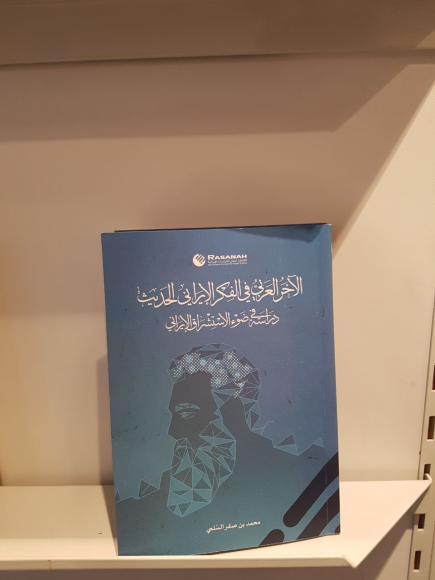 RASANAH
الآخر العربي في الفكر الإيراني الحديث
دراسة في ضوء الاستشراق الإيراني
محمد بن صقر السلمي